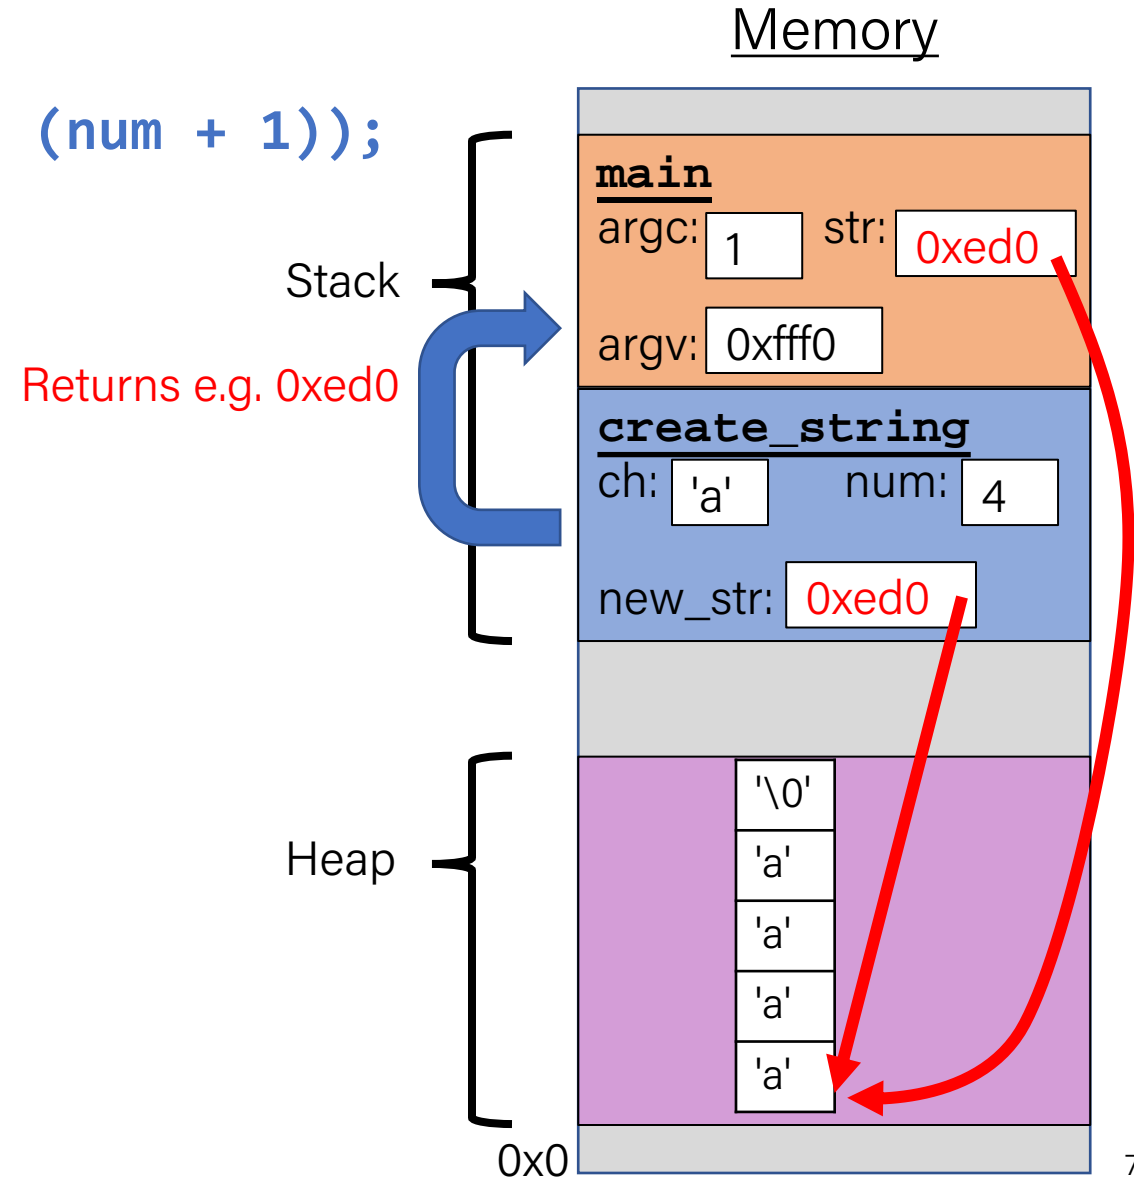 Memory
(num + 1));
main
argc: 1 str: 0xed0
Stack
argv: 0xfff0
Returns e.g. 0xed0
create_string
ch: 'a' num: 4
new_str: 0xed0
'\0'
Heap
'a'
'a'
'a'
'a'
0x0
7